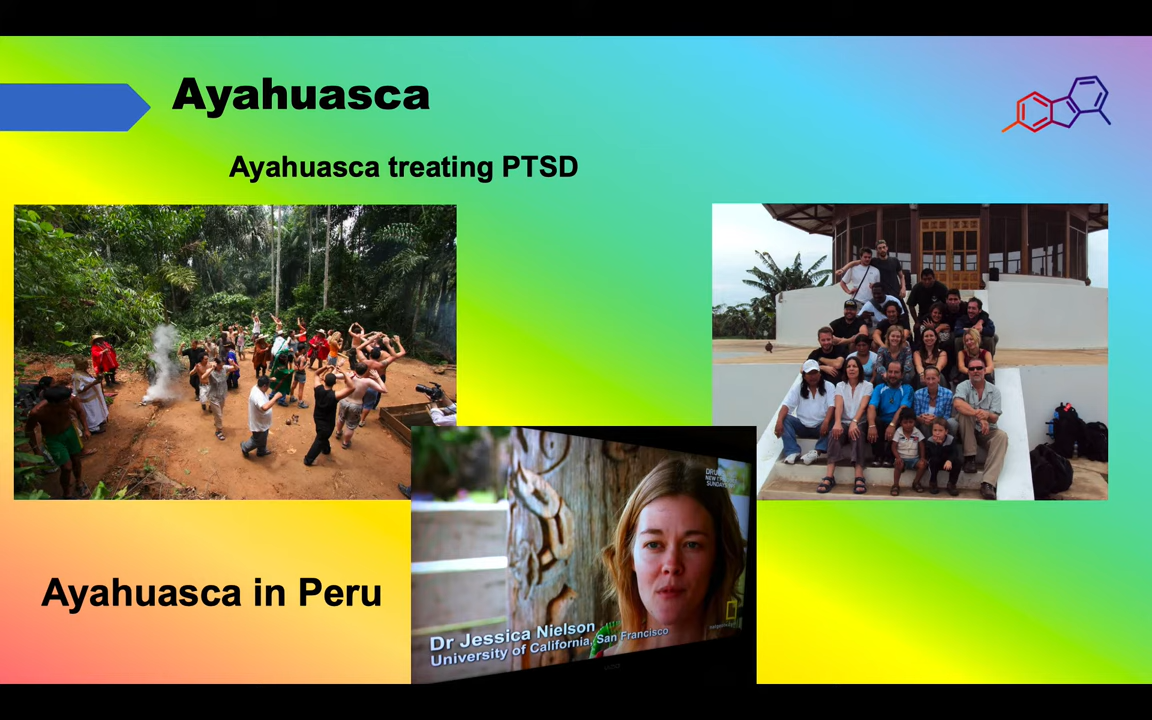 Ayahuasca
Ayahuasca treating PTSD
Ayahuasca in Peru
Dr Jessica Nielson
University of California, San Francisco